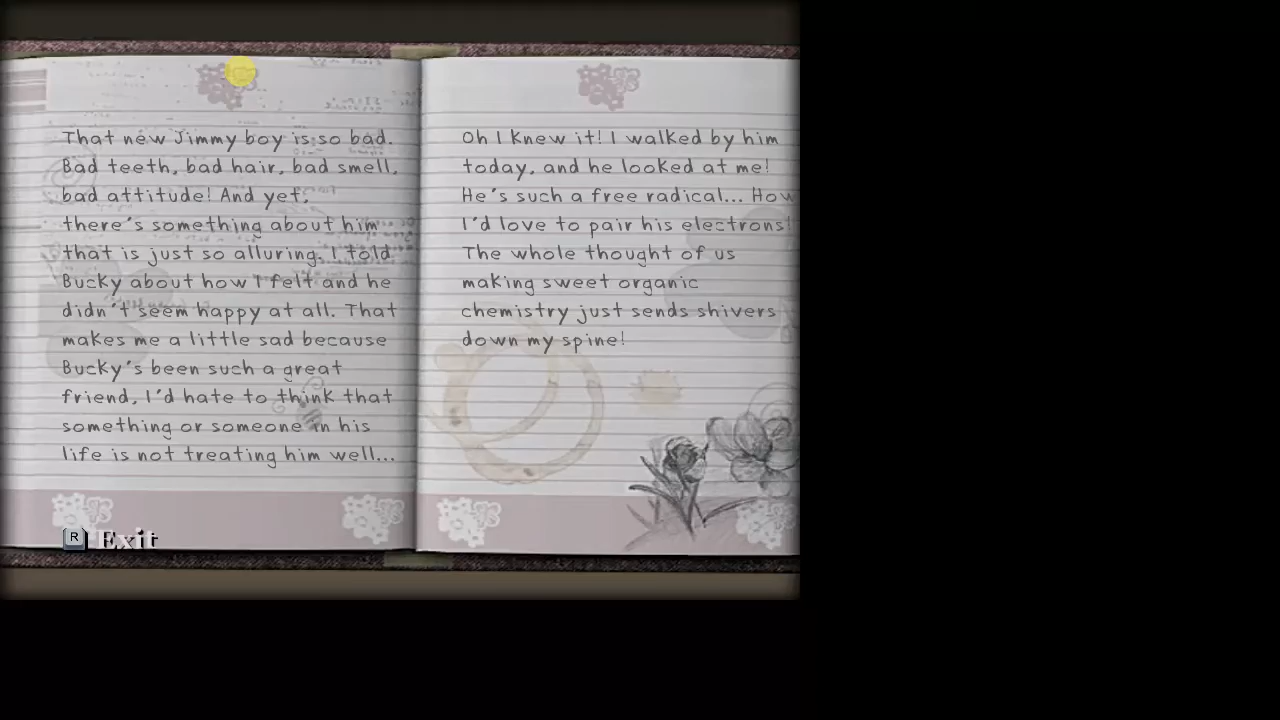 That new Jimmy boy is so bad.
Bad teeth, bad hair, bad smell,
bad attitude! And yet,
there's something about him
that is just so alluring. I told
Bucky about how I felt and he
didn't seem happy at all. That
makes me a little sad because
Bucky's been such a great
friend, I'd hate to think that
something or someone in his
life is not treating him well...
R Exit
Oh I knew it! I walked by him
today, and he looked at me!
He's such a free radical... How
I'd love to pair his electrons!
The whole thought of us
making sweet organic
chemistry just sends shivers
down my spine!